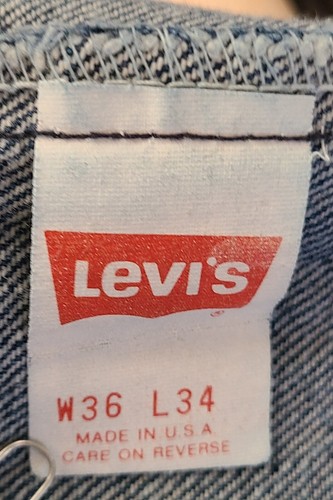 Levi's
W36 L34
MADE IN U.S.A
CARE ON REVERSE